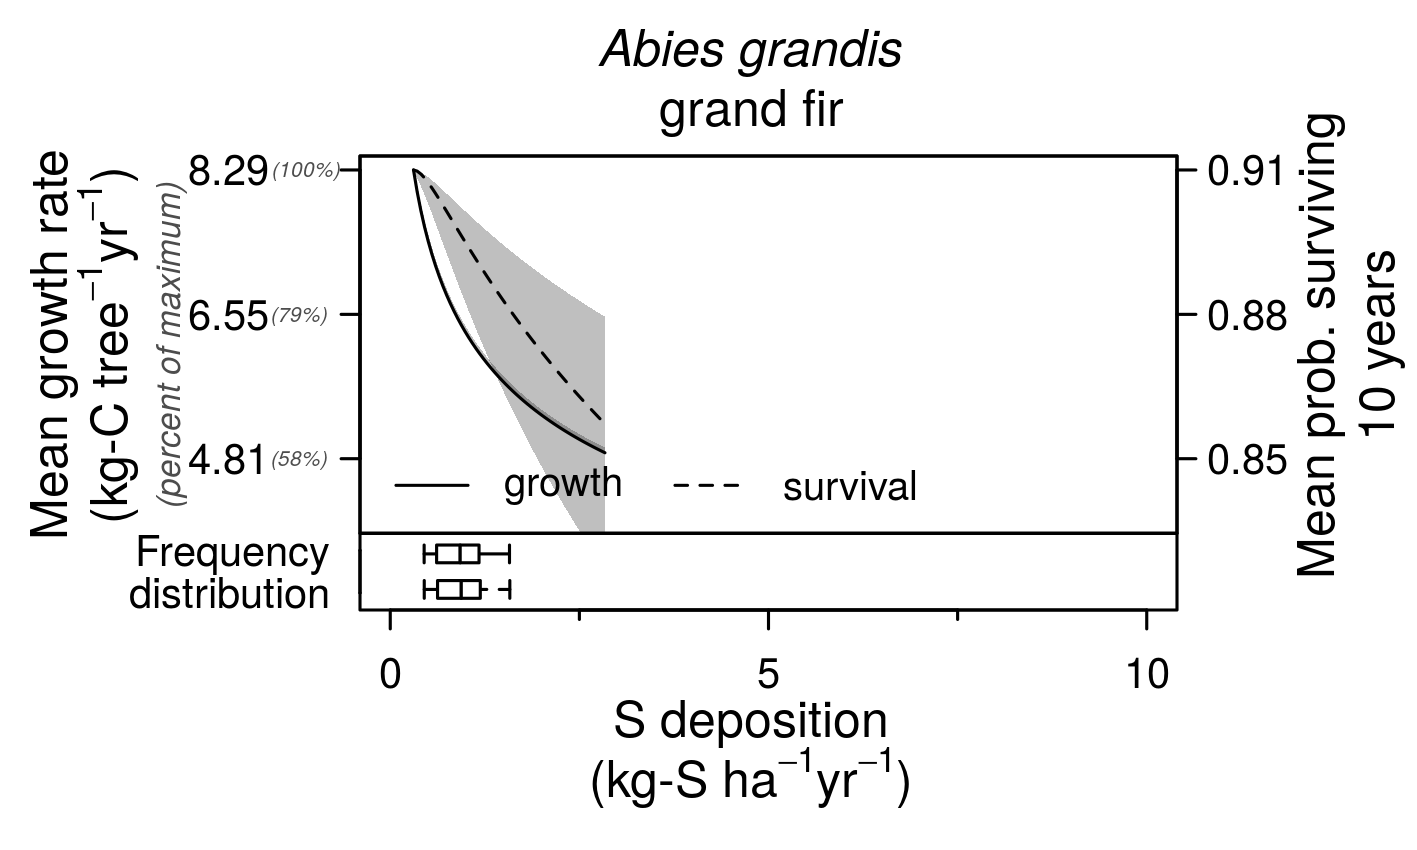 Abies grandis
grand fir
Mean growth rate
(kg-C tree⁻¹yr⁻¹)
(percent of maximum)
8.29 (100%)
6.55 (79%)
4.81 (58%)
0.91
0.88
0.85
Mean prob. surviving
10 years
growth survival
Frequency
distribution
0 5 10
S deposition
(kg-S ha⁻¹yr⁻¹)